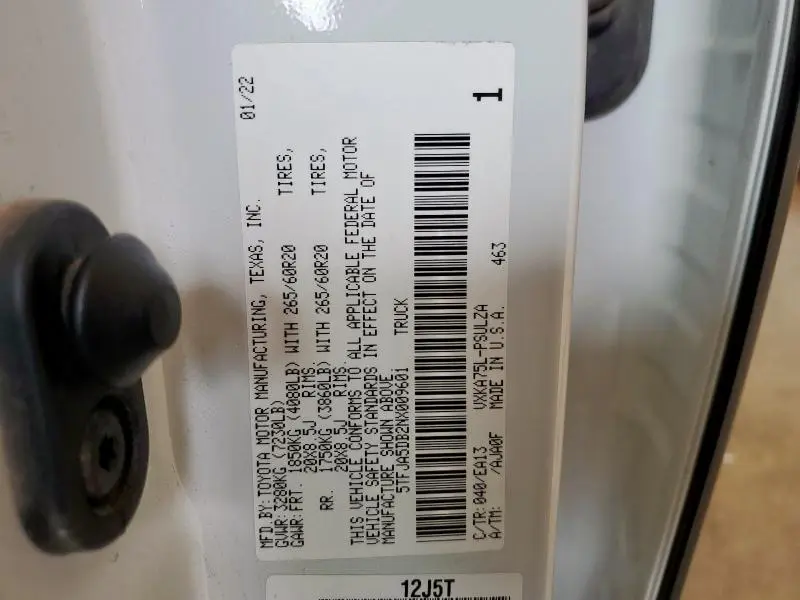 MFD.BY:TOYOTA MOTOR MANUFACTURING, TEXAS, INC. 01/22
GVWR:3280KG (7230LB)
GAWR:FRT. 1850KG (4080LB) WITH 265/60R20 TIRES,
20X8.5J RIMS.
RR. 1750KG (3860LB) WITH 265/60R20 TIRES,
20X8.5J RIMS.
THIS VEHICLE CONFORMS TO ALL APPLICABLE FEDERAL MOTOR
VEHICLE SAFETY STANDARDS IN EFFECT ON THE DATE OF
MANUFACTURE SHOWN ABOVE.
5TFJA5DB2NX009601 TRUCK
C/TR:040/EA13 VXKA75L-PSULZA 463
A/TM: /AJA0F MADE IN U.S.A.
1
12J5T